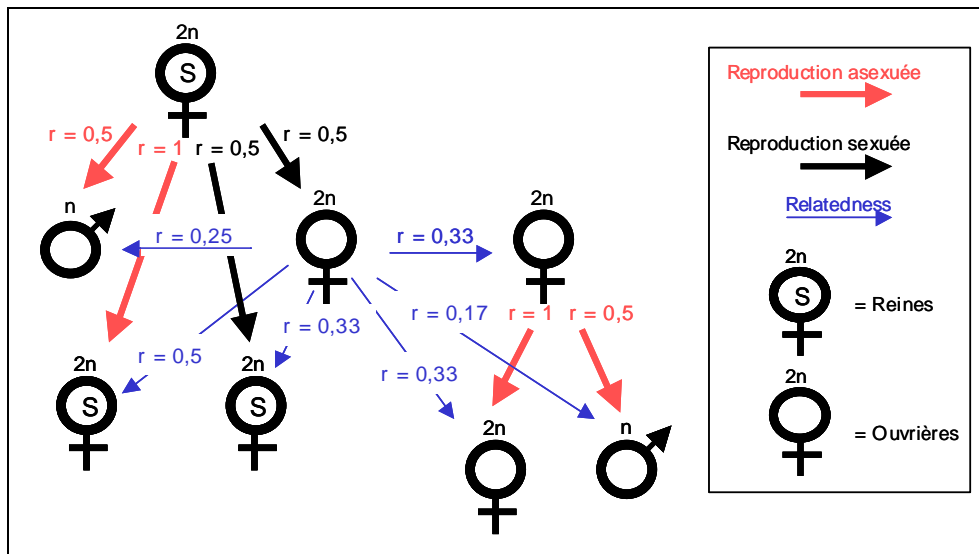 2n
S
r = 0,5
r = 1
r = 0,5
r = 0,5
n
2n
2n
r = 0,25
r = 0,33
r = 0,5
r = 0,33
r = 0,17
r = 1
r = 0,5
r = 0,33
2n
S
2n
S
2n
n
Reproduction asexuée
Reproduction sexuée
Relatedness
2n
S
= Reines
2n
= Ouvrières